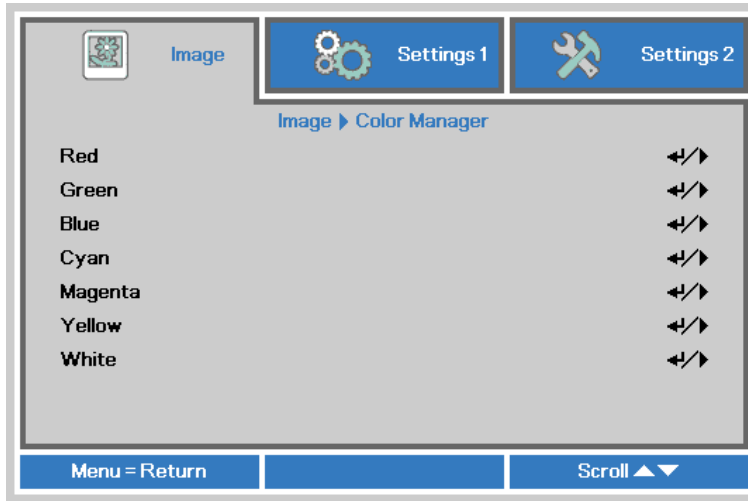 Image Settings 1 Settings 2
Image Color Manager
Red
Green
Blue
Cyan
Magenta
Yellow
White
Menu = Return Scroll